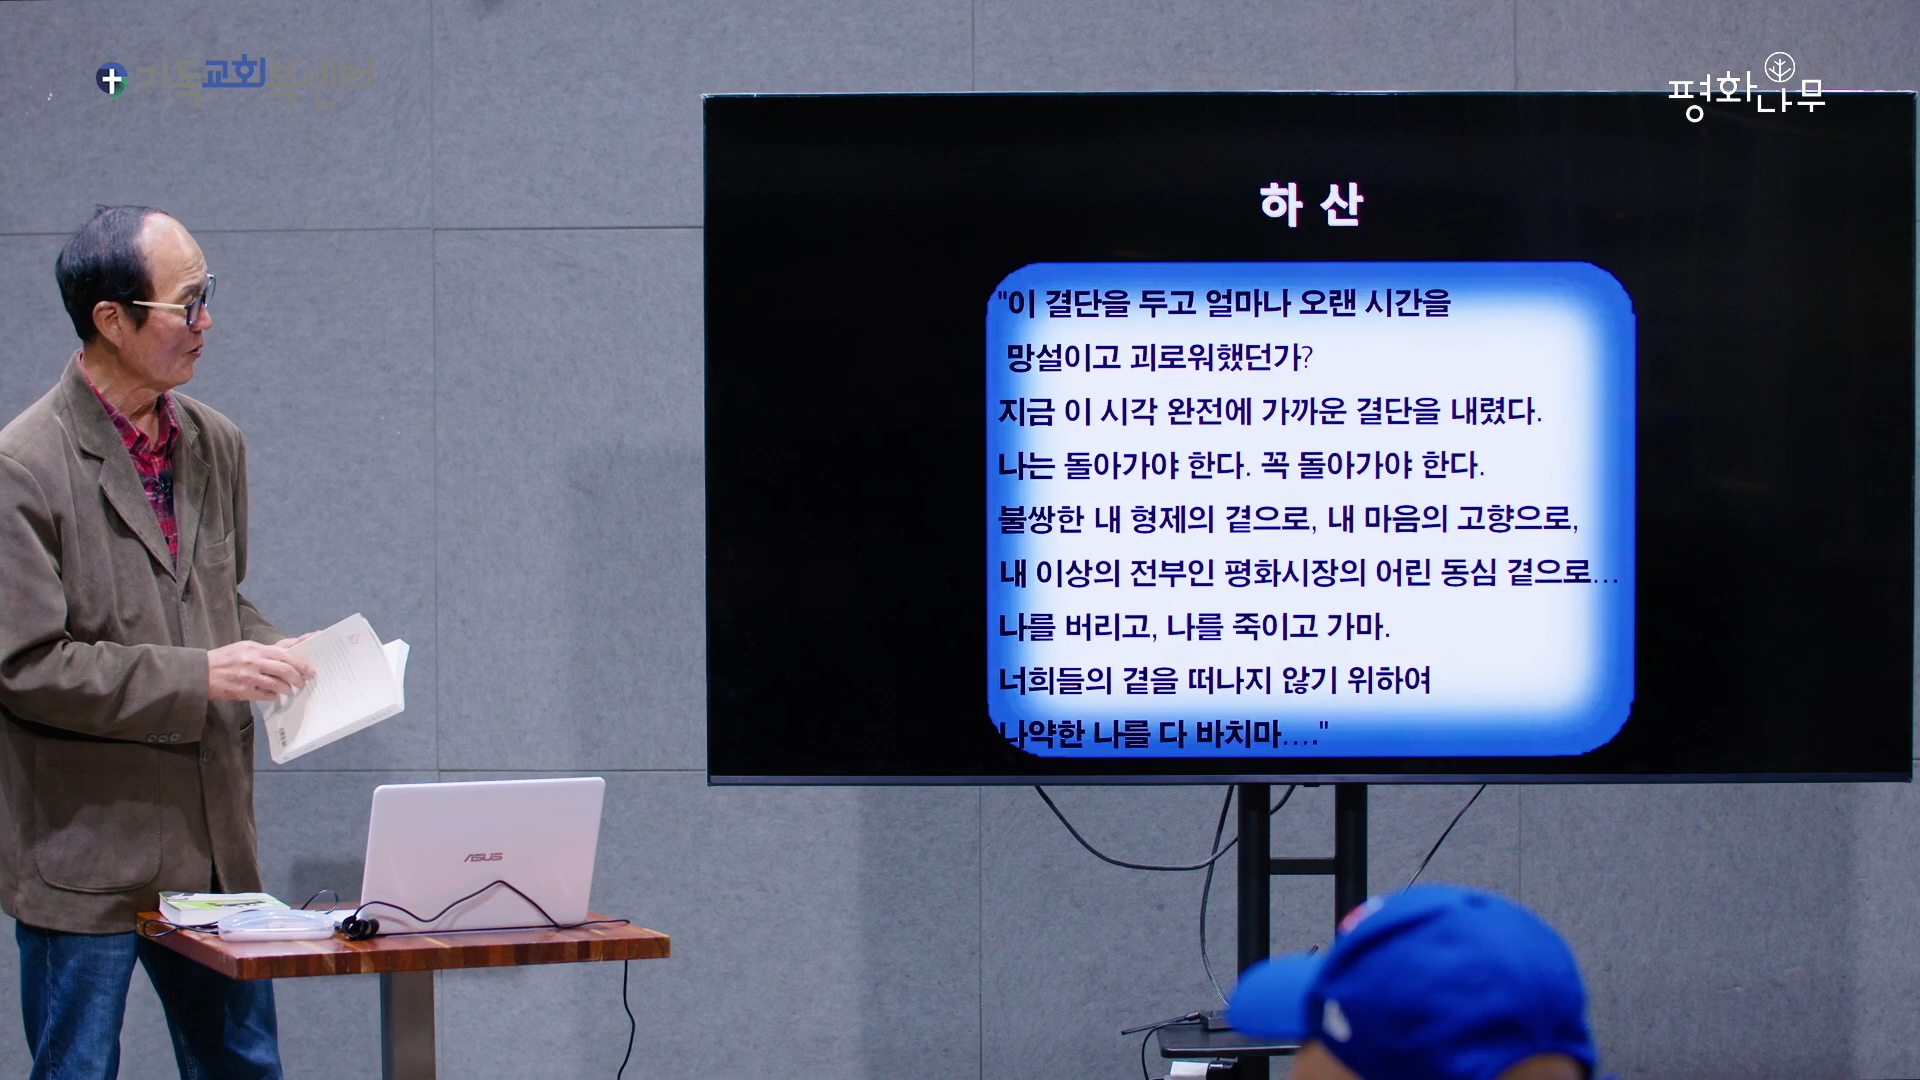 기독교회복센터
평화나무
하 산
"이 결단을 두고 얼마나 오랜 시간을
망설이고 괴로워했던가?
지금 이 시각 완전에 가까운 결단을 내렸다.
나는 돌아가야 한다. 꼭 돌아가야 한다.
불쌍한 내 형제의 곁으로, 내 마음의 고향으로,
내 이상의 전부인 평화시장의 어린 동심 곁으로...
나를 버리고, 나를 죽이고 가마.
너희들의 곁을 떠나지 않기 위하여
나약한 나를 다 바치마...."
ASUS